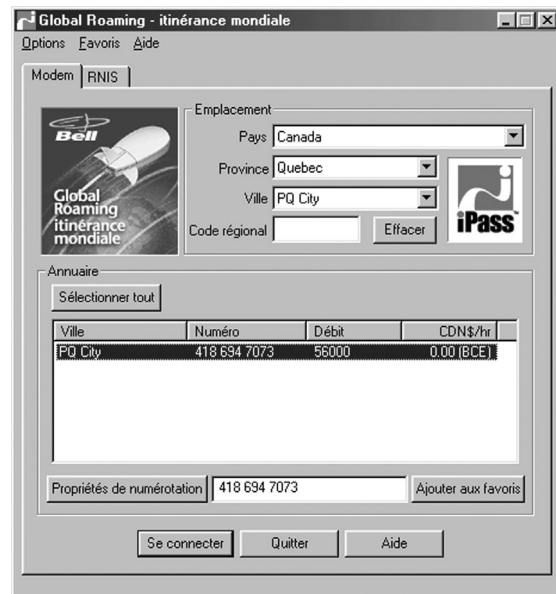 Global Roaming - itinérance mondiale
Options Favoris Aide
Modem RNIS
Bell
Global
Roaming
itinérance
mondiale
Emplacement
Pays Canada
Province Quebec
Ville PQ City
Code régional Effacer
iPass
Annuaire
Sélectionner tout
Ville Numéro Débit CDN$/hr
PQ City 418 694 7073 56000 0.00 (BCE)
Propriétés de numérotation 418 694 7073 Ajouter aux favoris
Se connecter Quitter Aide